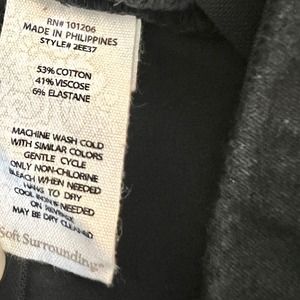 RN# 101206
MADE IN PHILIPPINES
STYLE# 2EE37
53% COTTON
41% VISCOSE
6% ELASTANE
MACHINE WASH COLD
WITH SIMILAR COLORS
GENTLE CYCLE
ONLY NON-CHLORINE
BLEACH WHEN NEEDED
HANG TO DRY
COOL IRON IF NEEDED
ON REVERSE
MAY BE DRY CLEANED
Soft Surroundings